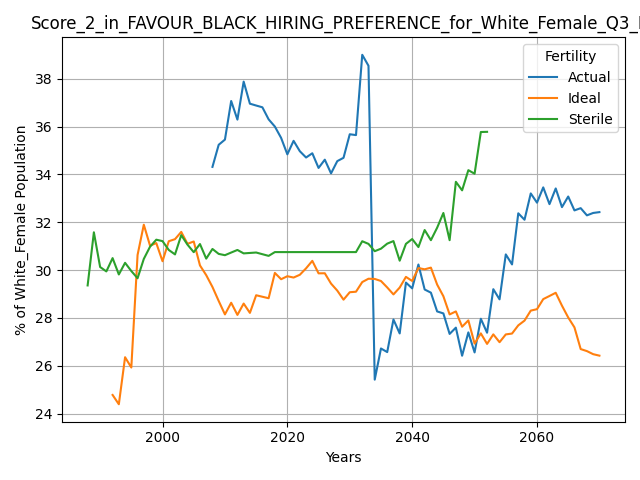 Score_2_in_FAVOUR_BLACK_HIRING_PREFERENCE_for_White_Female_Q3_
Fertility
Actual
Ideal
Sterile
38
36
34
32
30
28
26
24
% of White_Female Population
2000
2020
2040
2060
Years